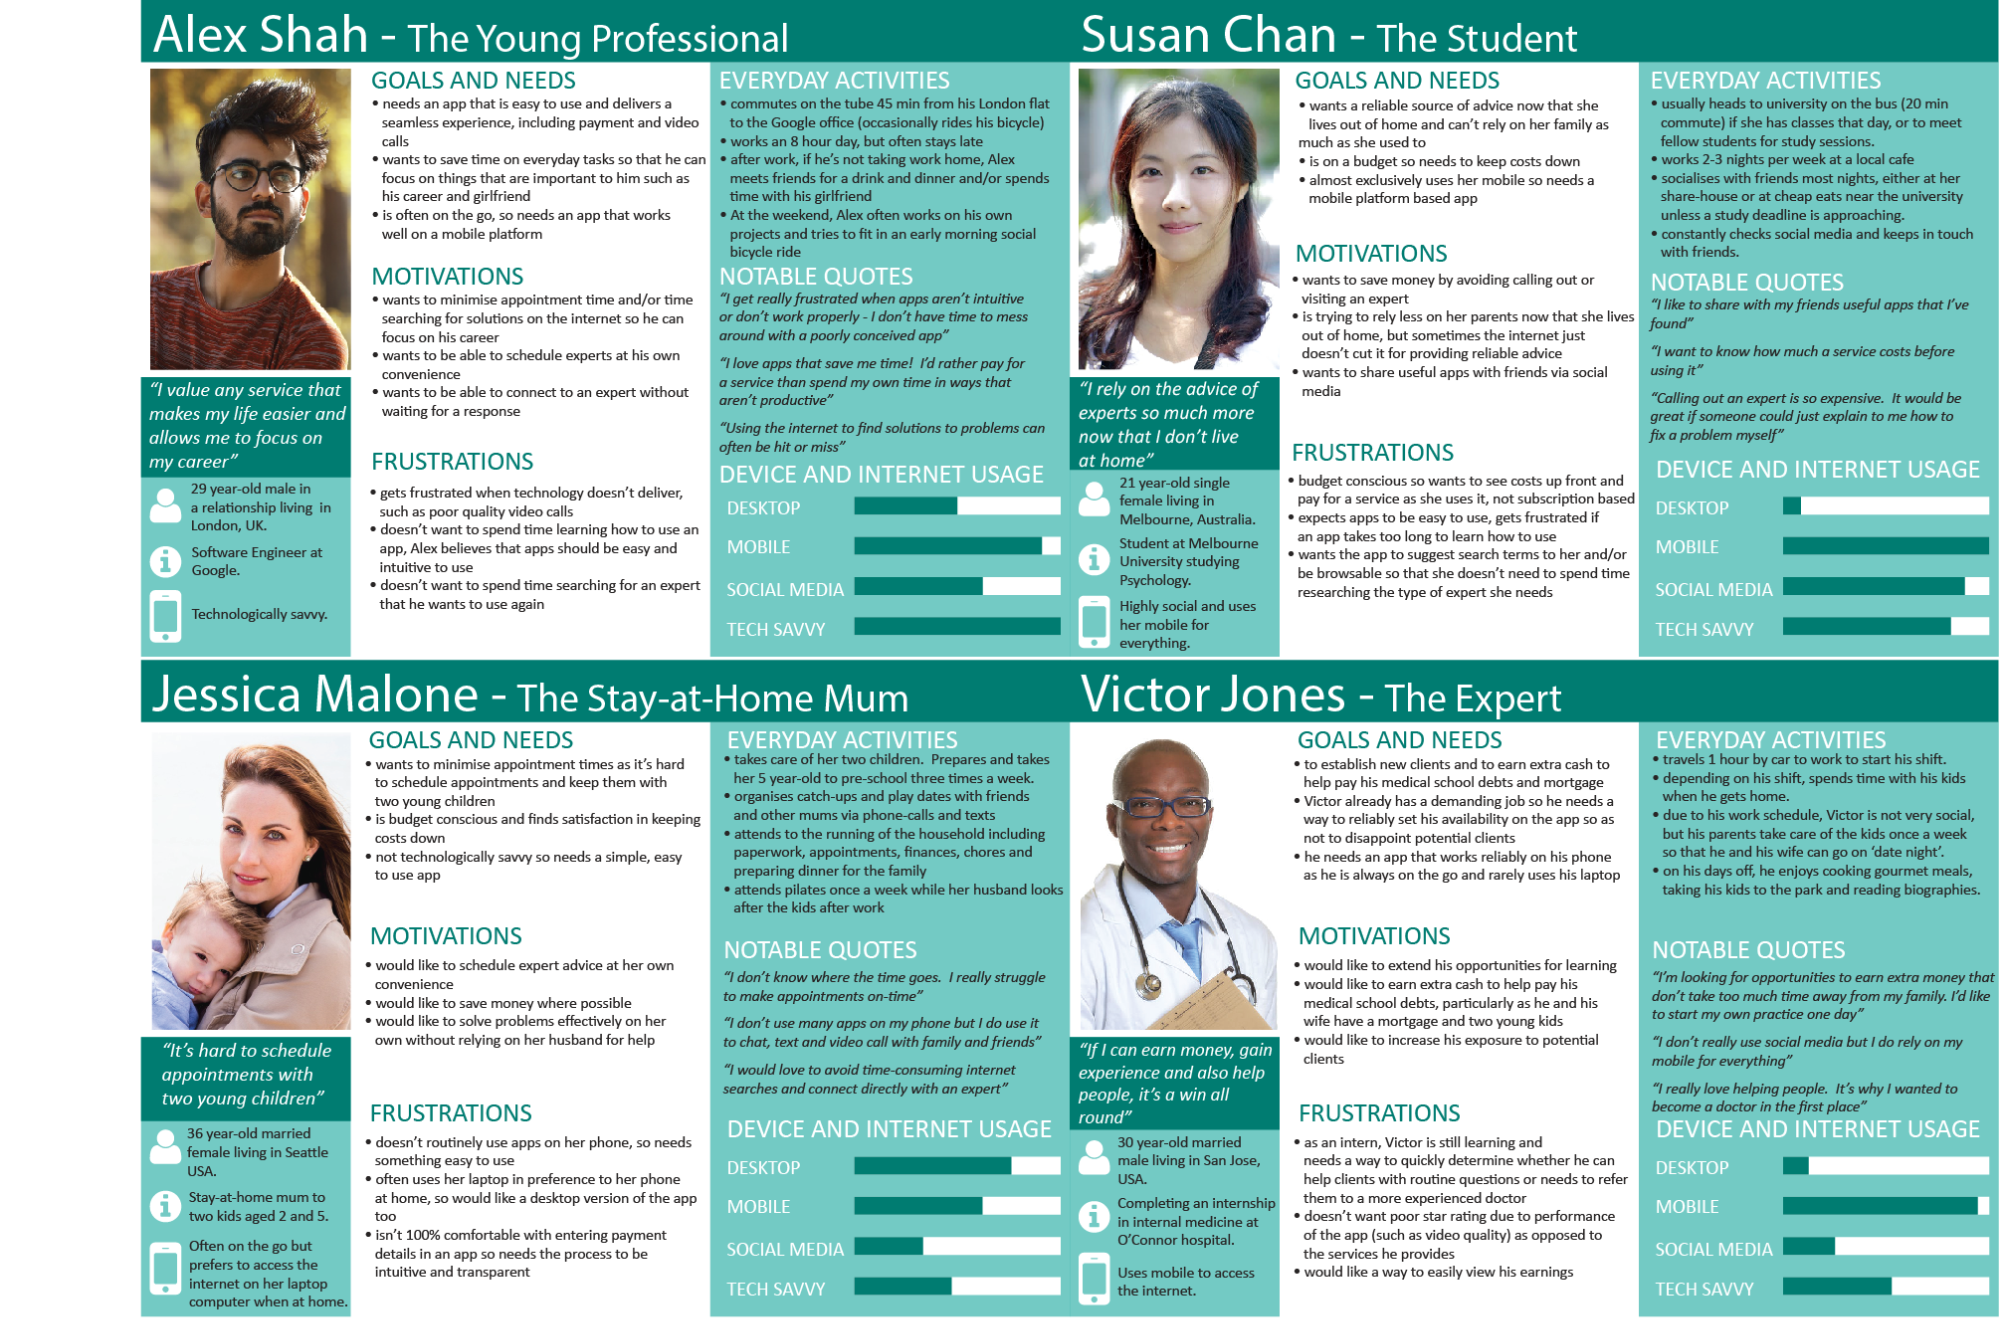 Alex Shah - The Young Professional
GOALS AND NEEDS
• needs an app that is easy to use and delivers a
seamless experience, including payment and video
calls
• wants to save time on everyday tasks so that he can
focus on things that are important to him such as
his career and girlfriend
• is often on the go, so needs an app that works
well on a mobile platform
MOTIVATIONS
• wants to minimise appointment time and/or time
searching for solutions on the internet so he can
focus on his career
• wants to be able to schedule experts at his own
convenience
• wants to be able to connect to an expert without
waiting for a response
FRUSTRATIONS
• gets frustrated when technology doesn't deliver,
such as poor quality video calls
• doesn't want to spend time learning how to use an
app, Alex believes that apps should be easy and
intuitive to use
• doesn't want to spend time searching for an expert
that he wants to use again
"I value any service that
makes my life easier and
allows me to focus on
my career"
29 year-old male in
a relationship living in
London, UK.
Software Engineer at
Google.
Technologically savvy.
EVERYDAY ACTIVITIES
• commutes on the tube 45 min from his London flat
to the Google office (occasionally rides his bicycle)
• works an 8 hour day, but often stays late
• after work, if he's not taking work home, Alex
meets friends for a drink and dinner and/or spends
time with his girlfriend
• At the weekend, Alex often works on his own
projects and tries to fit in an early morning social
bicycle ride
NOTABLE QUOTES
"I get really frustrated when apps aren't intuitive
or don't work properly - I don't have time to mess
around with a poorly conceived app"
"I love apps that save me time! I'd rather pay for
a service than spend my own time in ways that
aren't productive"
"Using the internet to find solutions to problems can
often be hit or miss"
DEVICE AND INTERNET USAGE
DESKTOP
MOBILE
SOCIAL MEDIA
TECH SAVVY
Susan Chan - The Student
GOALS AND NEEDS
• wants a reliable source of advice now that she
lives out of home and can't rely on her family as
much as she used to
• is on a budget so needs to keep costs down
• almost exclusively uses her mobile so needs a
mobile platform based app
MOTIVATIONS
• wants to save money by avoiding calling out or
visiting an expert
• is trying to rely less on her parents now that she lives
out of home, but sometimes the internet just
doesn't cut it for providing reliable advice
• wants to share useful apps with friends via social
media
FRUSTRATIONS
• budget conscious so wants to see costs up front and
pay for a service as she uses it, not subscription based
• expects apps to be easy to use, gets frustrated if
an app takes too long to learn how to use
• wants the app to suggest search terms to her and/or
be browsable so that she doesn't need to spend time
researching the type of expert she needs
"I rely on the advice of
experts so much more
now that I don't live
at home"
21 year-old single
female living in
Melbourne, Australia.
Student at Melbourne
University studying
Psychology.
Highly social and uses
her mobile for
everything.
EVERYDAY ACTIVITIES
• usually heads to university on the bus (20 min
commute) if she has classes that day, or to meet
fellow students for study sessions.
• works 2-3 nights per week at a local cafe
• socialises with friends most nights, either at her
share-house or at cheap eats near the university
unless a study deadline is approaching.
• constantly checks social media and keeps in touch
with friends.
NOTABLE QUOTES
"I like to share with my friends useful apps that I've
found"
"I want to know how much a service costs before
using it"
"Calling out an expert is so expensive. It would be
great if someone could just explain to me how to
fix a problem myself"
DEVICE AND INTERNET USAGE
DESKTOP
MOBILE
SOCIAL MEDIA
TECH SAVVY
Jessica Malone - The Stay-at-Home Mum
GOALS AND NEEDS
• wants to minimise appointment times as it's hard
to schedule appointments and keep them with
two young children
• is budget conscious and finds satisfaction in keeping
costs down
• not technologically savvy so needs a simple, easy
to use app
MOTIVATIONS
• would like to schedule expert advice at her own
convenience
• would like to save money where possible
• would like to solve problems effectively on her
own without relying on her husband for help
FRUSTRATIONS
• doesn't routinely use apps on her phone, so needs
something easy to use
• often uses her laptop in preference to her phone
at home, so would like a desktop version of the app
too
• isn't 100% comfortable with entering payment
details in an app so needs the process to be
intuitive and transparent
"It's hard to schedule
appointments with
two young children"
36 year-old married
female living in Seattle
USA.
Stay-at-home mum to
two kids aged 2 and 5.
Often on the go but
prefers to access the
internet on her laptop
computer when at home.
EVERYDAY ACTIVITIES
• takes care of her two children. Prepares and takes
her 5 year-old to pre-school three times a week.
• organises catch-ups and play dates with friends
and other mums via phone-calls and texts
• attends to the running of the household including
paperwork, appointments, finances, chores and
preparing dinner for the family
• attends pilates once a week while her husband looks
after the kids after work
NOTABLE QUOTES
"I don't know where the time goes. I really struggle
to make appointments on-time"
"I don't use many apps on my phone but I do use it
to chat, text and video call with family and friends"
"I would love to avoid time-consuming internet
searches and connect directly with an expert"
DEVICE AND INTERNET USAGE
DESKTOP
MOBILE
SOCIAL MEDIA
TECH SAVVY
Victor Jones - The Expert
GOALS AND NEEDS
• to establish new clients and to earn extra cash to
help pay his medical school debts and mortgage
• Victor already has a demanding job so he needs a
way to reliably set his availability on the app so as
not to disappoint potential clients
• he needs an app that works reliably on his phone
as he is always on the go and rarely uses his laptop
MOTIVATIONS
• would like to extend his opportunities for learning
• would like to earn extra cash to help pay his
medical school debts, particularly as he and his
wife have a mortgage and two young kids
• would like to increase his exposure to potential
clients
FRUSTRATIONS
• as an intern, Victor is still learning and
needs a way to quickly determine whether he can
help clients with routine questions or needs to refer
them to a more experienced doctor
• doesn't want poor star rating due to performance
of the app (such as video quality) as opposed to
the services he provides
• would like a way to easily view his earnings
"If I can earn money, gain
experience and also help
people, it's a win all
round"
30 year-old married
male living in San Jose,
USA.
Completing an internship
in internal medicine at
O'Connor hospital.
Uses mobile to access
the internet.
EVERYDAY ACTIVITIES
• travels 1 hour by car to work to start his shift.
• depending on his shift, spends time with his kids
when he gets home.
• due to his work schedule, Victor is not very social,
but his parents take care of the kids once a week
so that he and his wife can go on 'date night'.
• on his days off, he enjoys cooking gourmet meals,
taking his kids to the park and reading biographies.
NOTABLE QUOTES
"I'm looking for opportunities to earn extra money that
don't take too much time away from my family. I'd like
to start my own practice one day"
"I don't really use social media but I do rely on my
mobile for everything"
"I really love helping people. It's why I wanted to
become a doctor in the first place"
DEVICE AND INTERNET USAGE
DESKTOP
MOBILE
SOCIAL MEDIA
TECH SAVVY